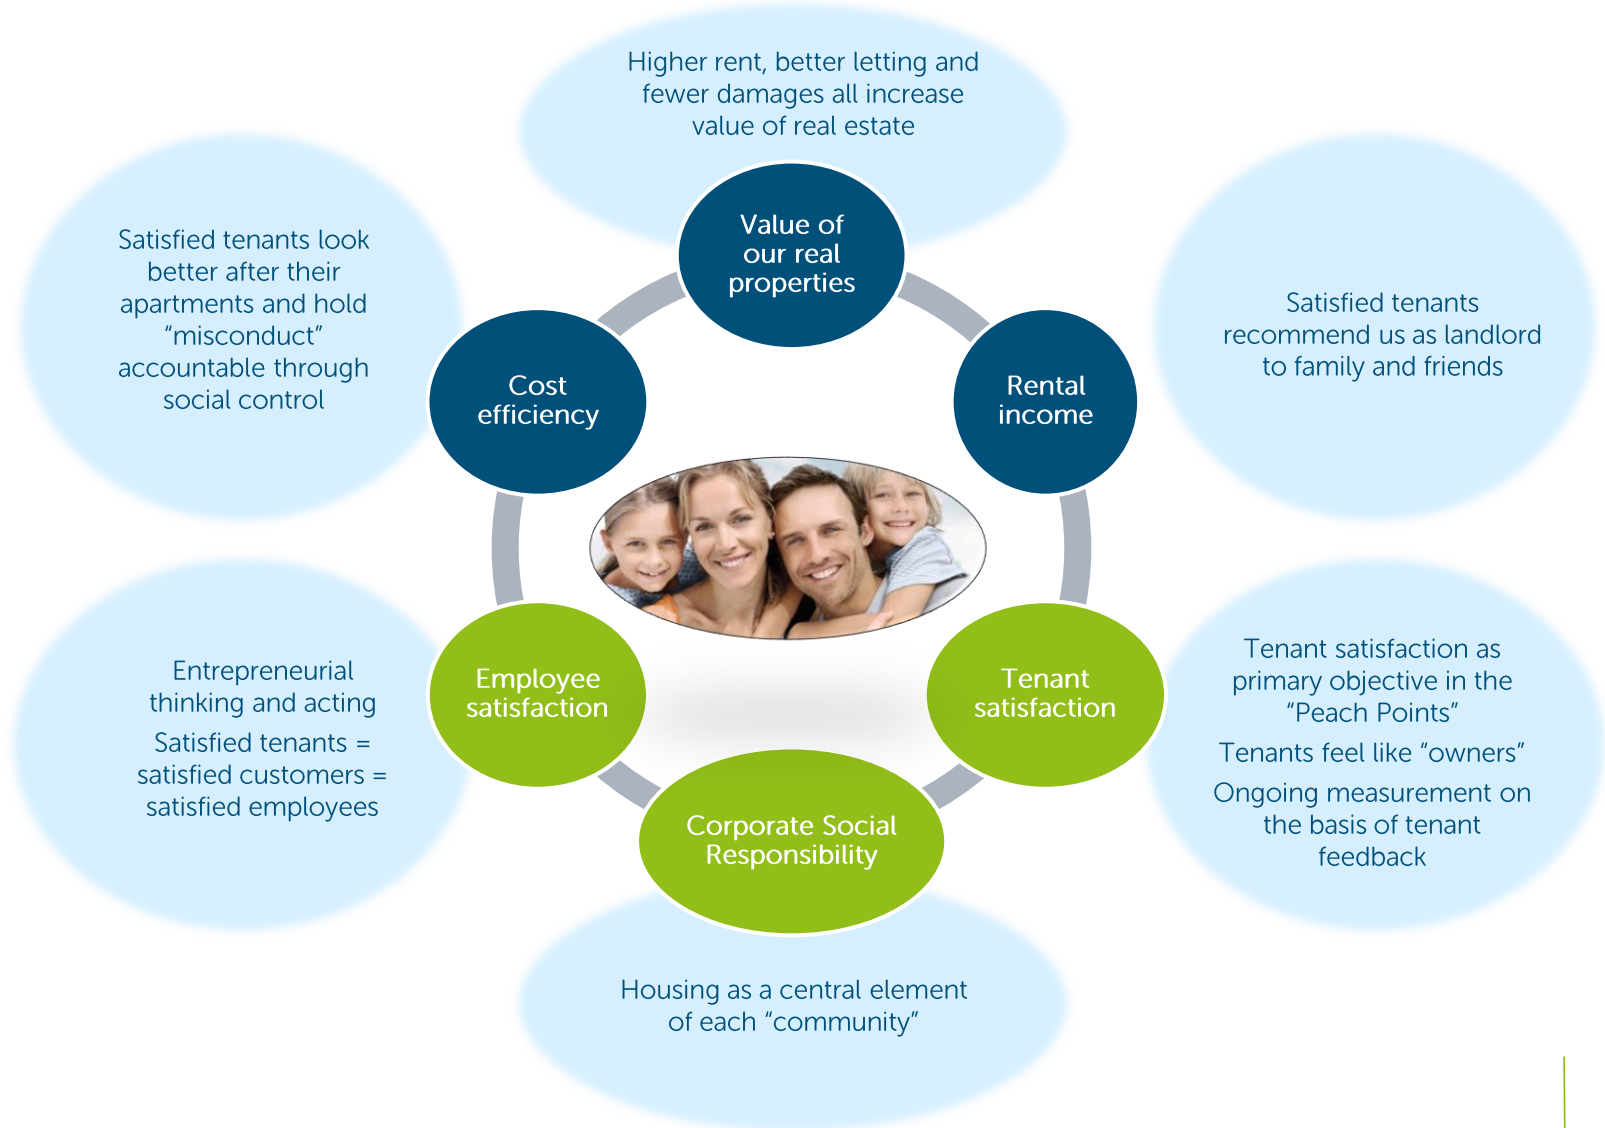 Higher rent, better letting and
fewer damages all increase
value of real estate
Value of
our real
properties
Satisfied tenants look
better after their
apartments and hold
“misconduct”
accountable through
social control
Cost
efficiency
Rental
income
Satisfied tenants
recommend us as landlord
to family and friends
Entrepreneurial
thinking and acting
Satisfied tenants =
satisfied customers =
satisfied employees
Employee
satisfaction
Tenant
satisfaction
Tenant satisfaction as
primary objective in the
“Peach Points”
Tenants feel like “owners”
Ongoing measurement on
the basis of tenant
feedback
Corporate Social
Responsibility
Housing as a central element
of each “community”